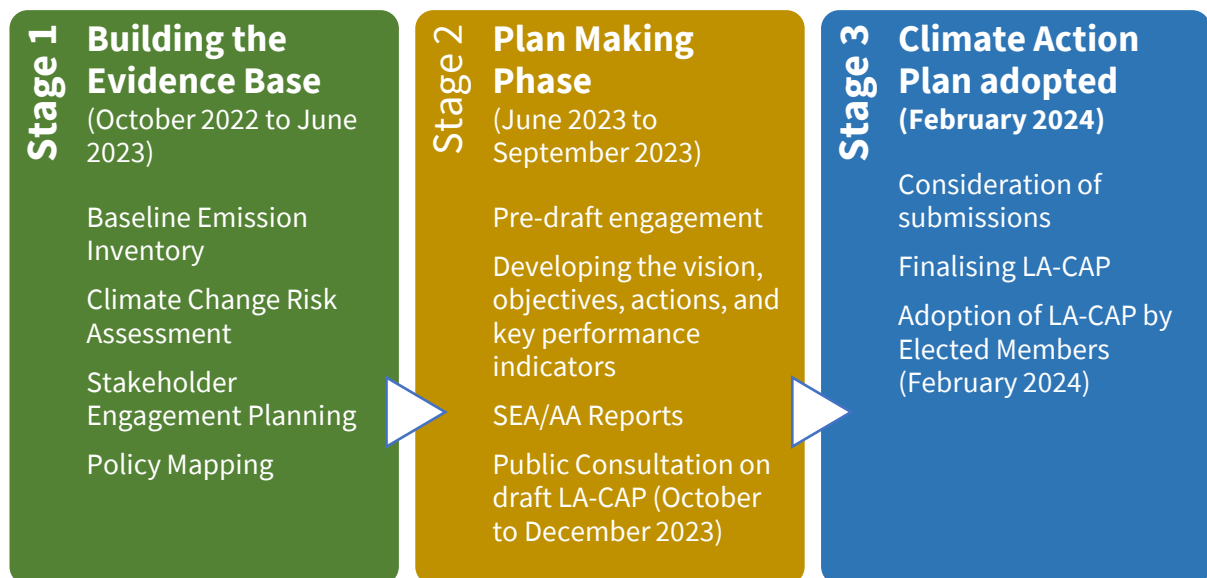 Stage 1
Building the
Evidence Base
(October 2022 to June
2023)
Baseline Emission
Inventory
Climate Change Risk
Assessment
Stakeholder
Engagement Planning
Policy Mapping
Stage 2
Plan Making
Phase
(June 2023 to
September 2023)
Pre-draft engagement
Developing the vision,
objectives, actions, and
key performance
indicators
SEA/AA Reports
Public Consultation on
draft LA-CAP (October
to December 2023)
Stage 3
Climate Action
Plan adopted
(February 2024)
Consideration of
submissions
Finalising LA-CAP
Adoption of LA-CAP by
Elected Members
(February 2024)